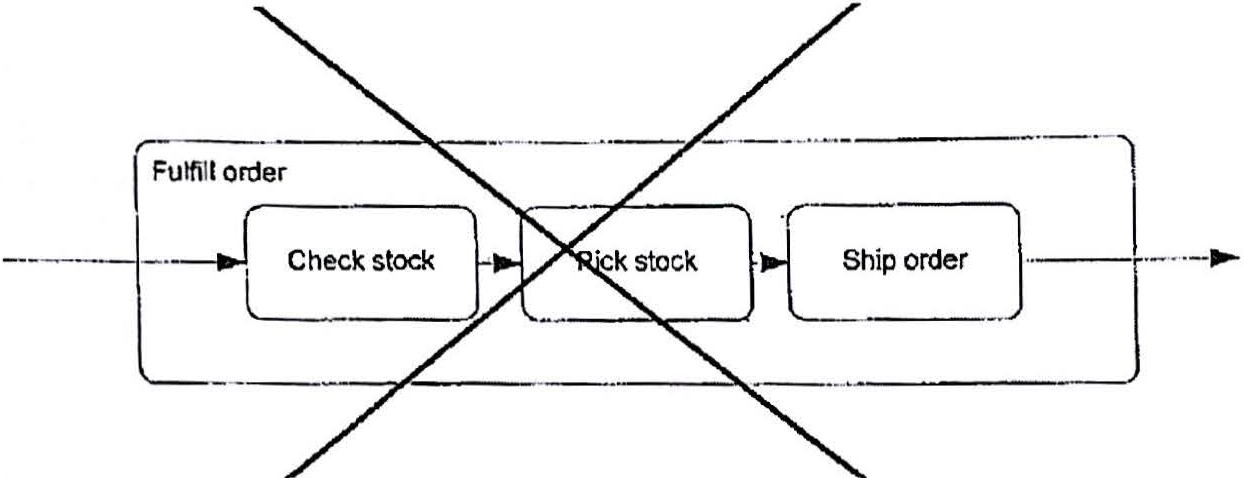 Fulfill order
Check stock
Pick stock
Ship order